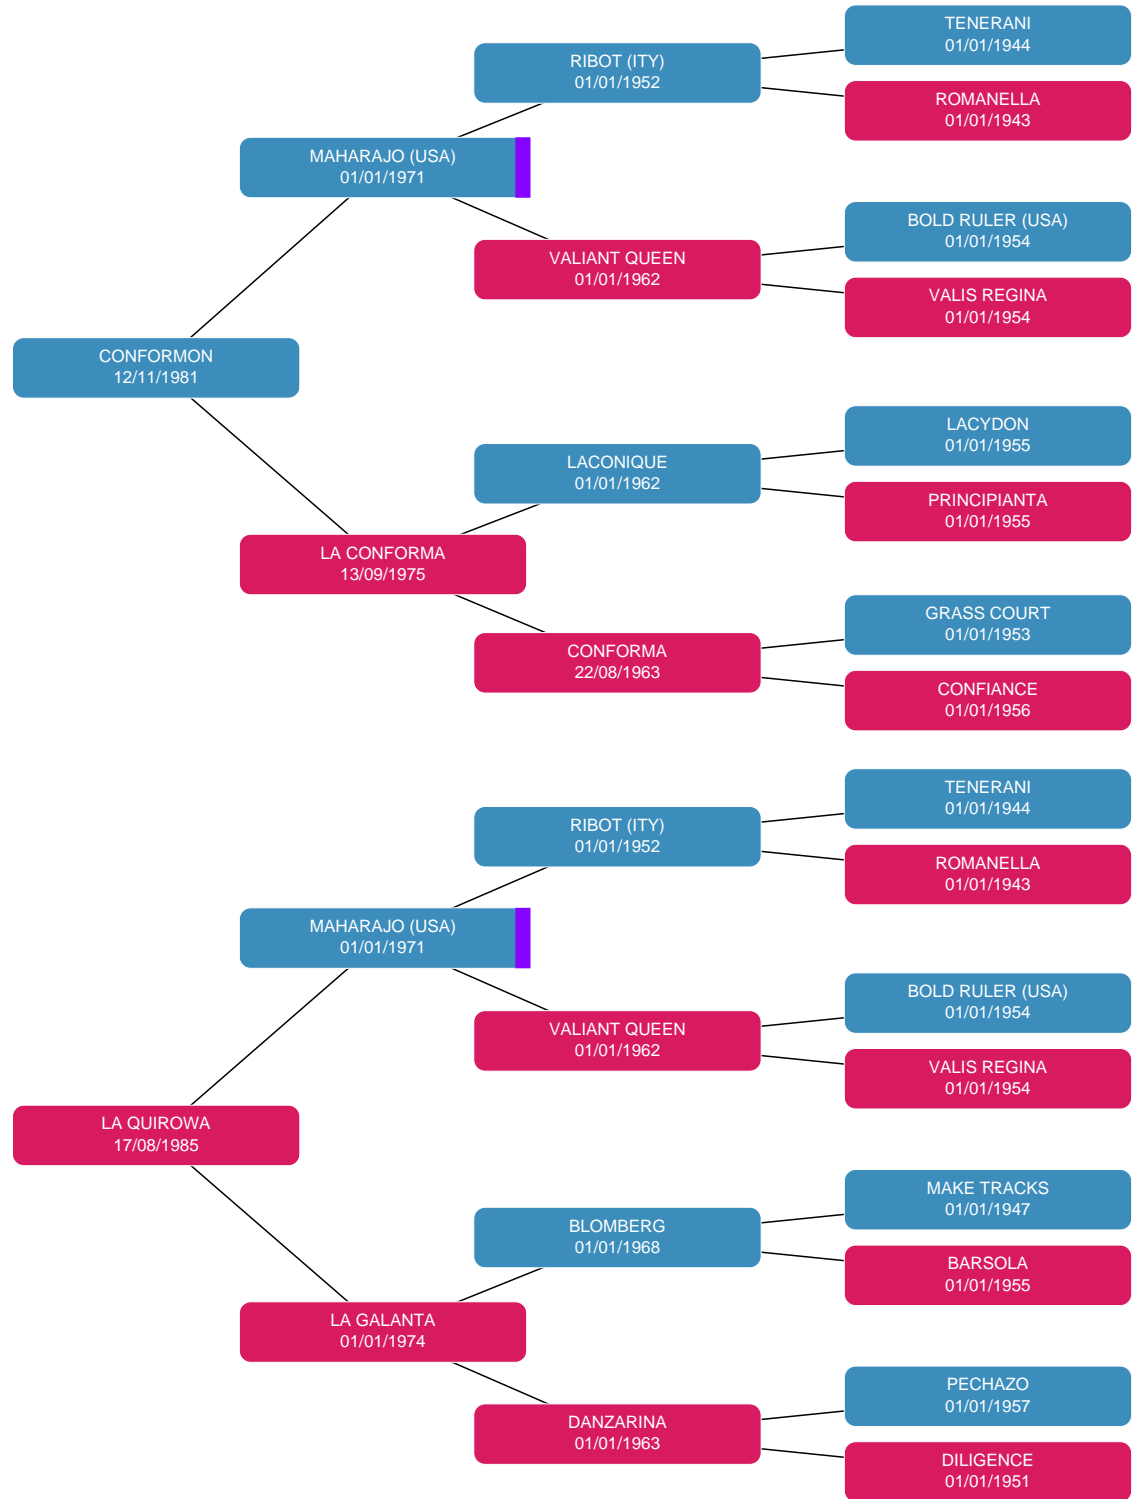 TENERANI
01/01/1944
RIBOT (ITY)
01/01/1952
ROMANELLA
01/01/1943
MAHARAJO (USA)
01/01/1971
BOLD RULER (USA)
01/01/1954
VALIANT QUEEN
01/01/1962
VALIS REGINA
01/01/1954
CONFORMON
12/11/1981
LACYDON
01/01/1955
LACONIQUE
01/01/1962
PRINCIPIANTA
01/01/1955
LA CONFORMA
13/09/1975
GRASS COURT
01/01/1953
CONFORMA
22/08/1963
CONFIANCE
01/01/1956
TENERANI
01/01/1944
RIBOT (ITY)
01/01/1952
ROMANELLA
01/01/1943
MAHARAJO (USA)
01/01/1971
BOLD RULER (USA)
01/01/1954
VALIANT QUEEN
01/01/1962
VALIS REGINA
01/01/1954
LA QUIROWA
17/08/1985
MAKE TRACKS
01/01/1947
BLOMBERG
01/01/1968
BARSOLA
01/01/1955
LA GALANTA
01/01/1974
PECHAZO
01/01/1957
DANZARINA
01/01/1963
DILIGENCE
01/01/1951